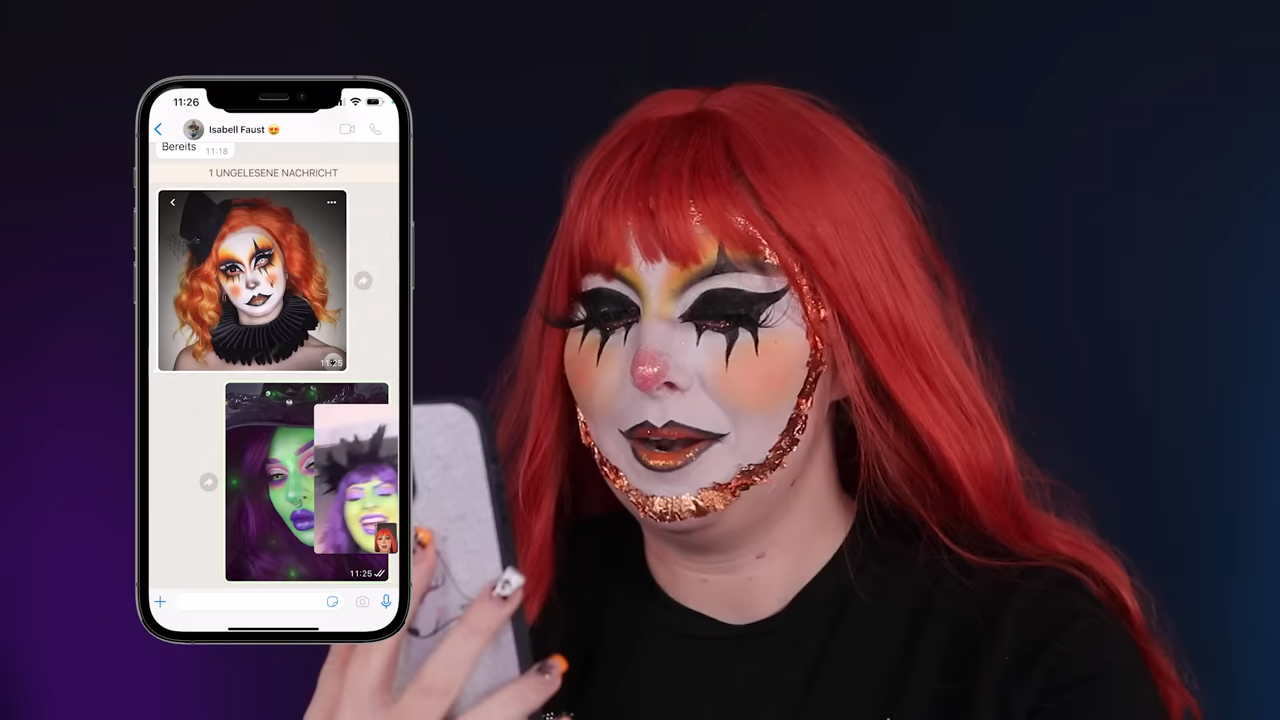 11:26
Isabell Faust 😍
Bereits 11:18
1 UNGELESENE NACHRICHT
11:25
11:25